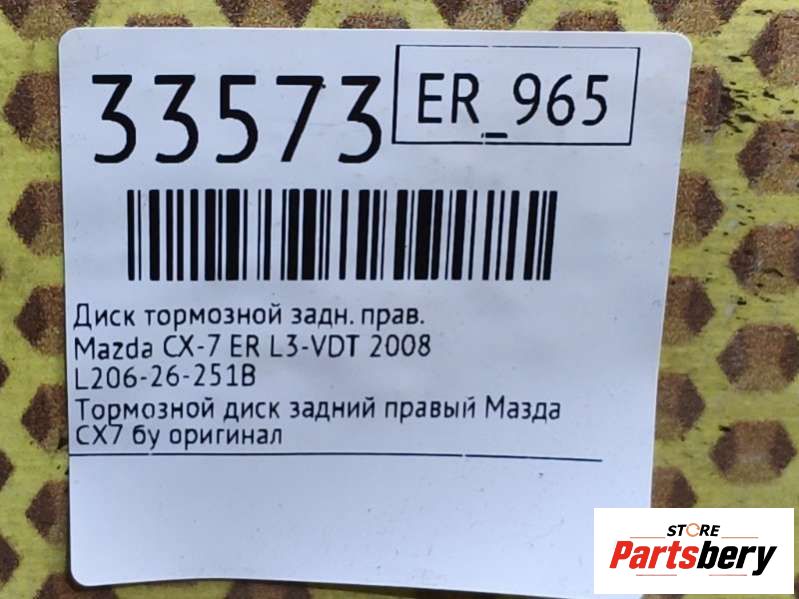 33573
ER_965
Диск тормозной задн. прав.
Mazda CX-7 ER L3-VDT 2008
L206-26-251B
Тормозной диск задний правый Мазда
СХ7 бу оригинал
STORE
Partsbery